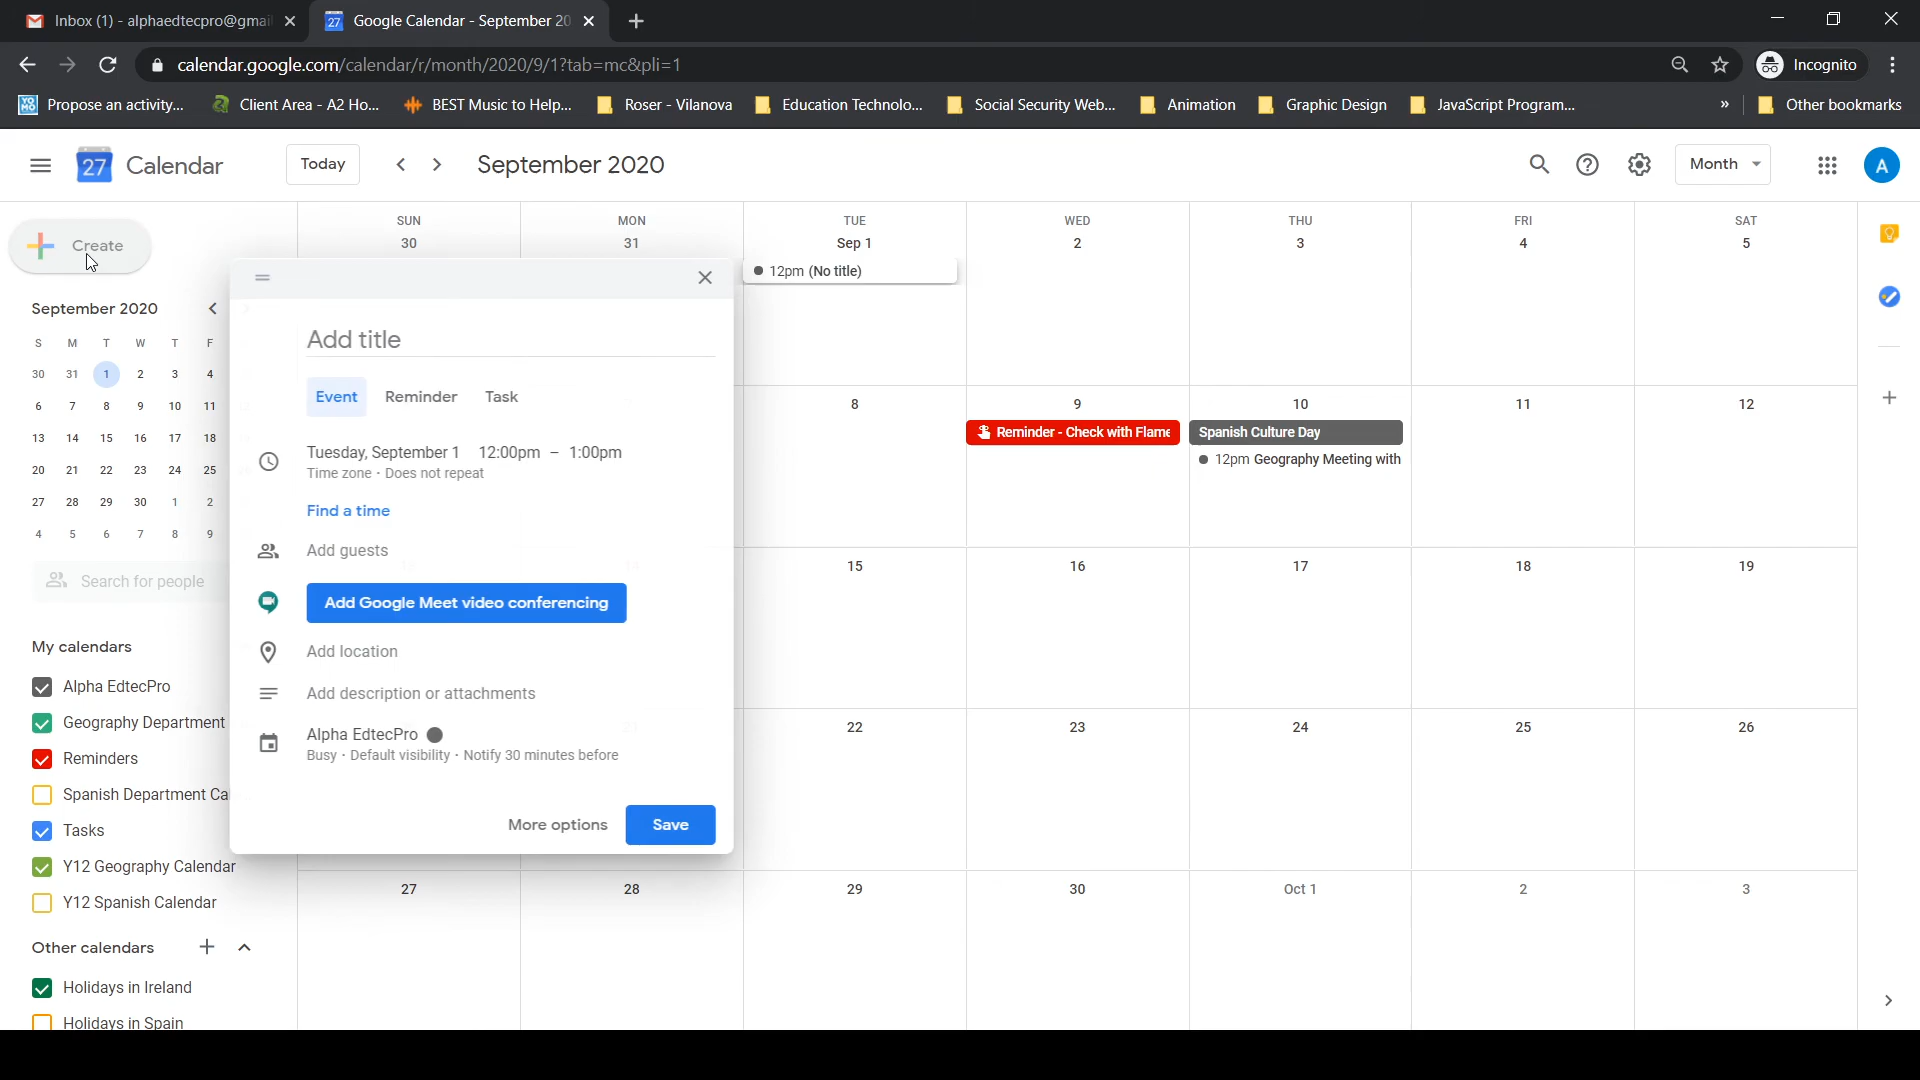 Inbox (1) - alphaedtecpro@gmai
Google Calendar - September 20
calendar.google.com/calendar/r/month/2020/9/1?tab=mc&pli=1
Incognito
YO MO Propose an activity... Client Area - A2 Ho... BEST Music to Help... Roser - Vilanova Education Technolo... Social Security Web... Animation Graphic Design JavaScript Program... » Other bookmarks
27 Calendar Today September 2020 Month A
Create
SUN MON TUE WED THU FRI SAT
30 31 Sep 1 2 3 4 5
12pm (No title)
September 2020
S M T W T F
30 31 1 2 3 4
6 7 8 9 10 11
13 14 15 16 17 18
20 21 22 23 24 25
27 28 29 30 1 2
4 5 6 7 8 9
Search for people
My calendars
Alpha EdtecPro
Geography Department
Reminders
Spanish Department Ca
Tasks
Y12 Geography Calendar
Y12 Spanish Calendar
Other calendars
Holidays in Ireland
Holidays in Spain
Add title
Event Reminder Task
Tuesday, September 1 12:00pm – 1:00pm
Time zone · Does not repeat
Find a time
Add guests
Add Google Meet video conferencing
Add location
Add description or attachments
Alpha EdtecPro
Busy · Default visibility · Notify 30 minutes before
More options Save
8 9 10 11 12
Reminder - Check with Flame
Spanish Culture Day
12pm Geography Meeting with
15 16 17 18 19
22 23 24 25 26
27 28 29 30 Oct 1 2 3